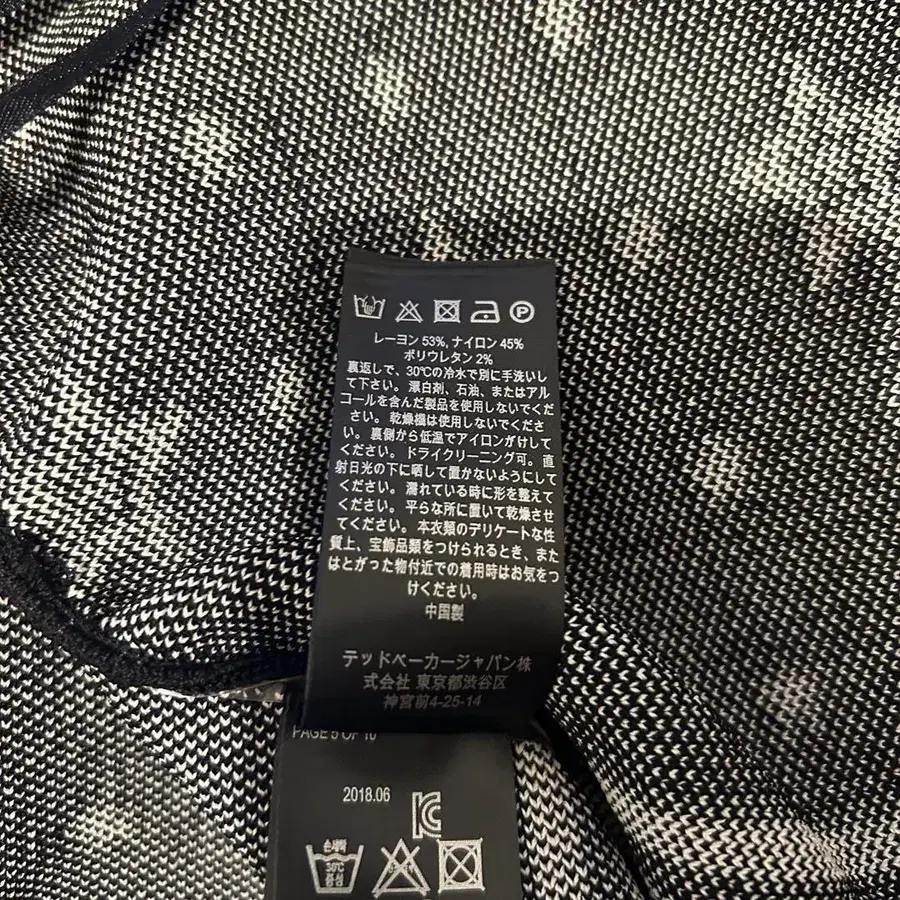 P
レーヨン 53%, ナイロン 45%
ポリウレタン 2%
裏返しで、30℃の冷水で別に手洗いし
て下さい。 漂白剤、石油、またはアル
コールを含んだ製品を使用しないでくだ
さい。 乾燥機は使用しないでくださ
い。 裏側から低温でアイロンがけして
ください。 ドライクリーニング可。 直
射日光の下に晒して置かないようにして
ください。 濡れている時に形を整えて
ください。 平らな所に置いて乾燥させ
てください。 本衣類のデリケートな性
質上、宝飾品類をつけられるとき、また
はとがった物付近での着用時はお気をつ
けください。
中国製
テッドベーカージャパン株
式会社 東京都渋谷区
神宮前4-25-14
PAGE 5 OF 10
2018.06
손세탁
30℃
중성